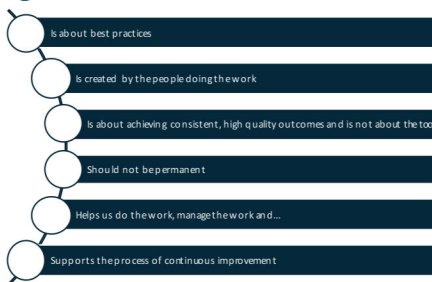 Is about best practices
Is created by the people doing the work
Is about achieving consistent, high quality outcomes and is not about the too
Should not be permanent
Helps us do the work, manage the work and...
Supports the process of continuous improvement